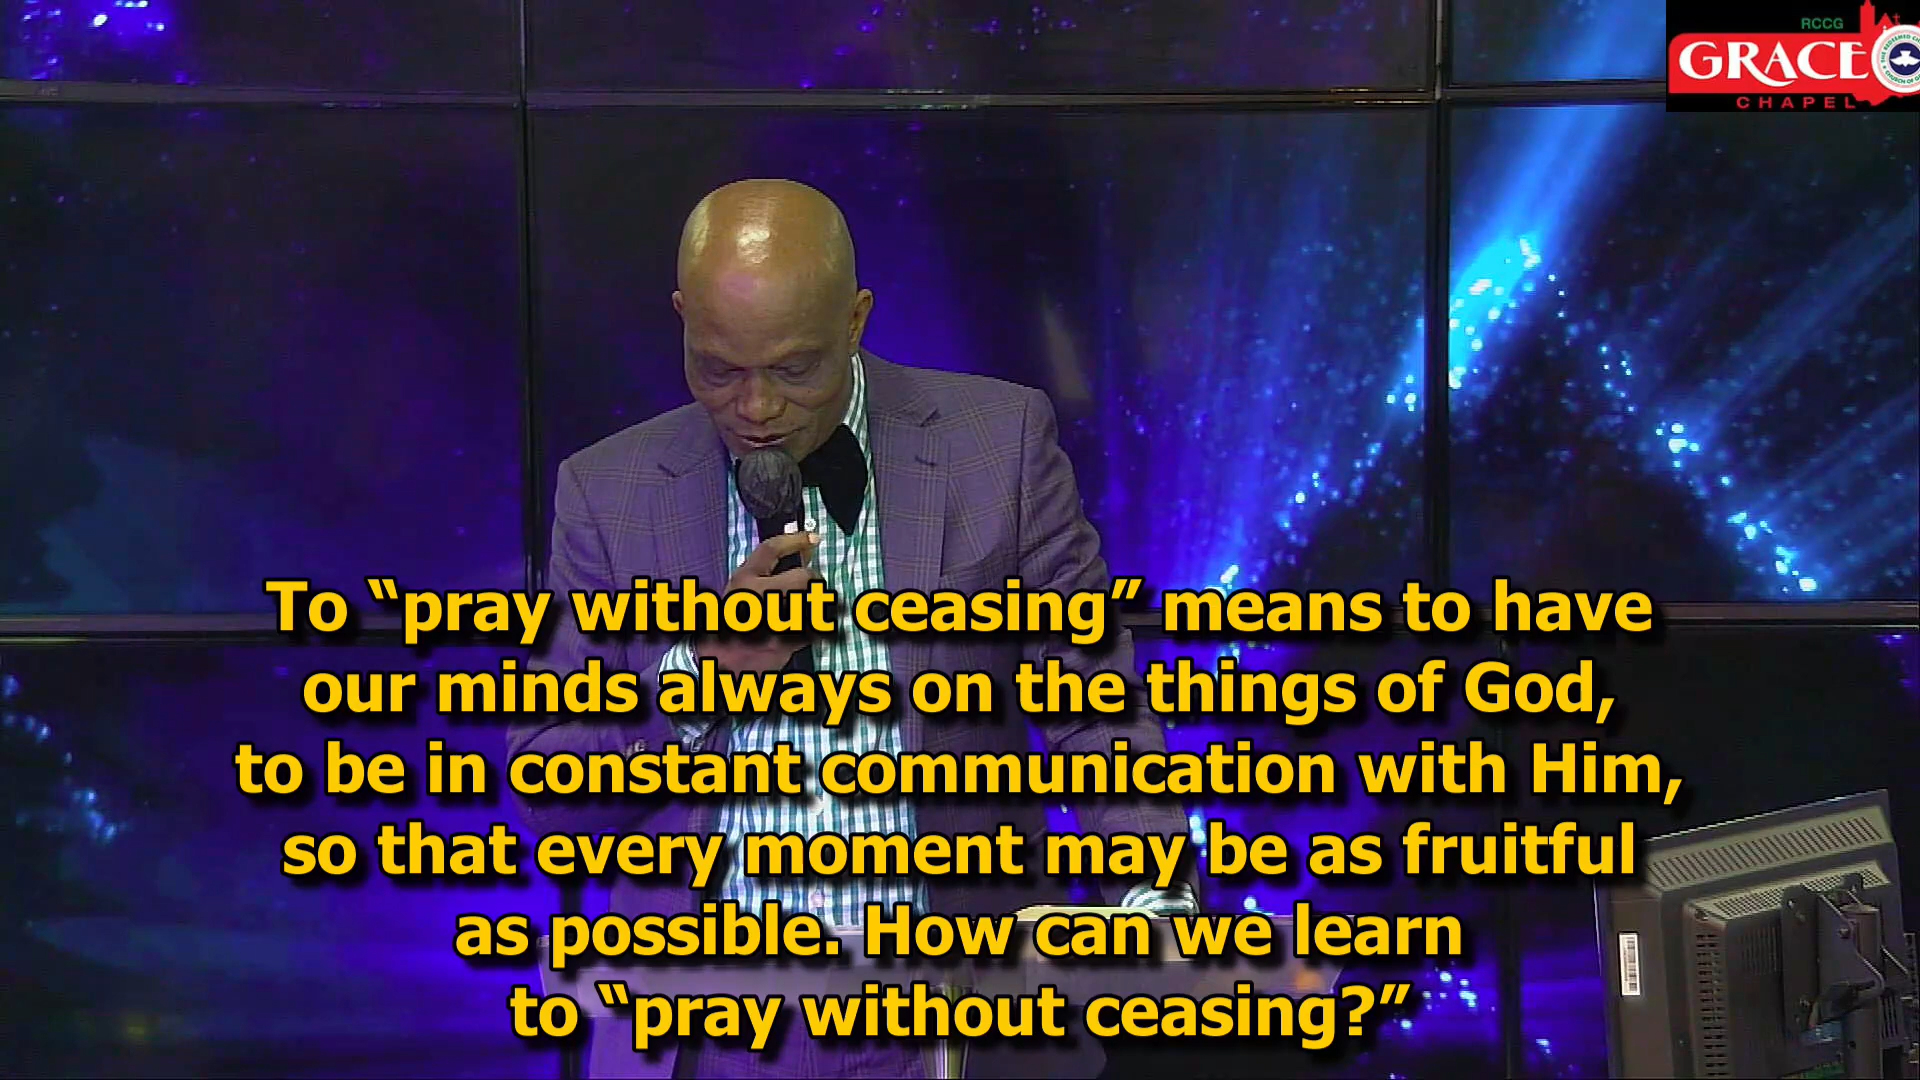 RCCG
GRACE
CHAPEL
To “pray without ceasing” means to have
our minds always on the things of God,
to be in constant communication with Him,
so that every moment may be as fruitful
as possible. How can we learn
to “pray without ceasing?”